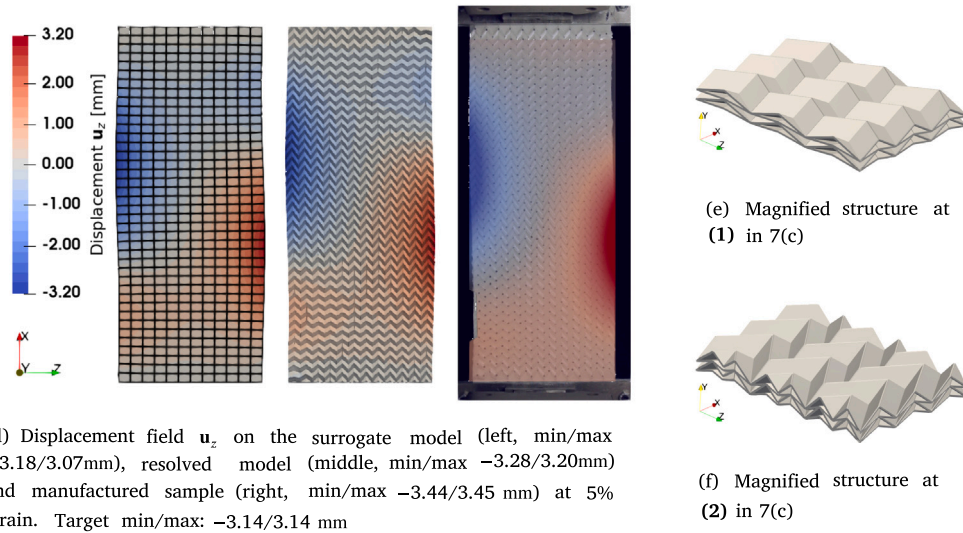 3.20
2.00
1.00
0.00
-1.00
-2.00
-3.20
Displacement u_z [mm]
X
Y Z
Y
X
Z
(e) Magnified structure at
(1) in 7(c)
Y
X
Z
(f) Magnified structure at
(2) in 7(c)
) Displacement field u_z on the surrogate model (left, min/max
3.18/3.07mm), resolved model (middle, min/max −3.28/3.20mm)
manufactured sample (right, min/max −3.44/3.45 mm) at 5%
Target min/max: −3.14/3.14 mm